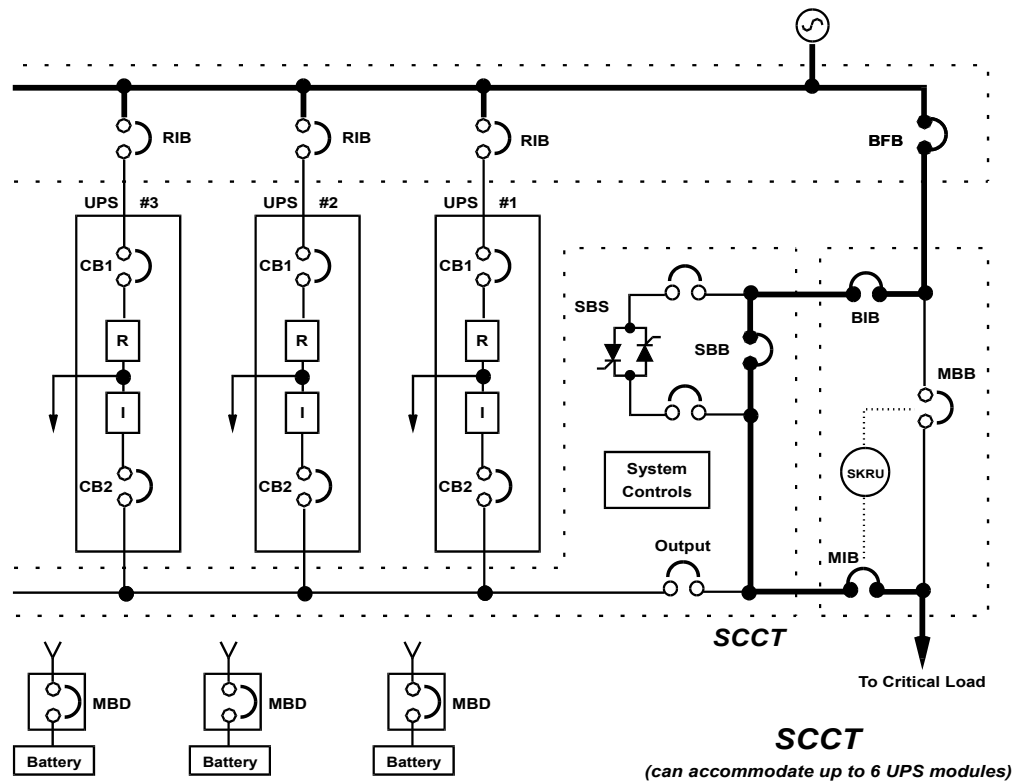 RIB
RIB
RIB
BFB
UPS #3
UPS #2
UPS #1
CB1
CB1
CB1
SBS
BIB
R
R
R
SBB
MBB
I
I
I
System
Controls
SKRU
CB2
CB2
CB2
Output
MIB
SCCT
To Critical Load
MBD
MBD
MBD
Battery
Battery
Battery
SCCT
(can accommodate up to 6 UPS modules)